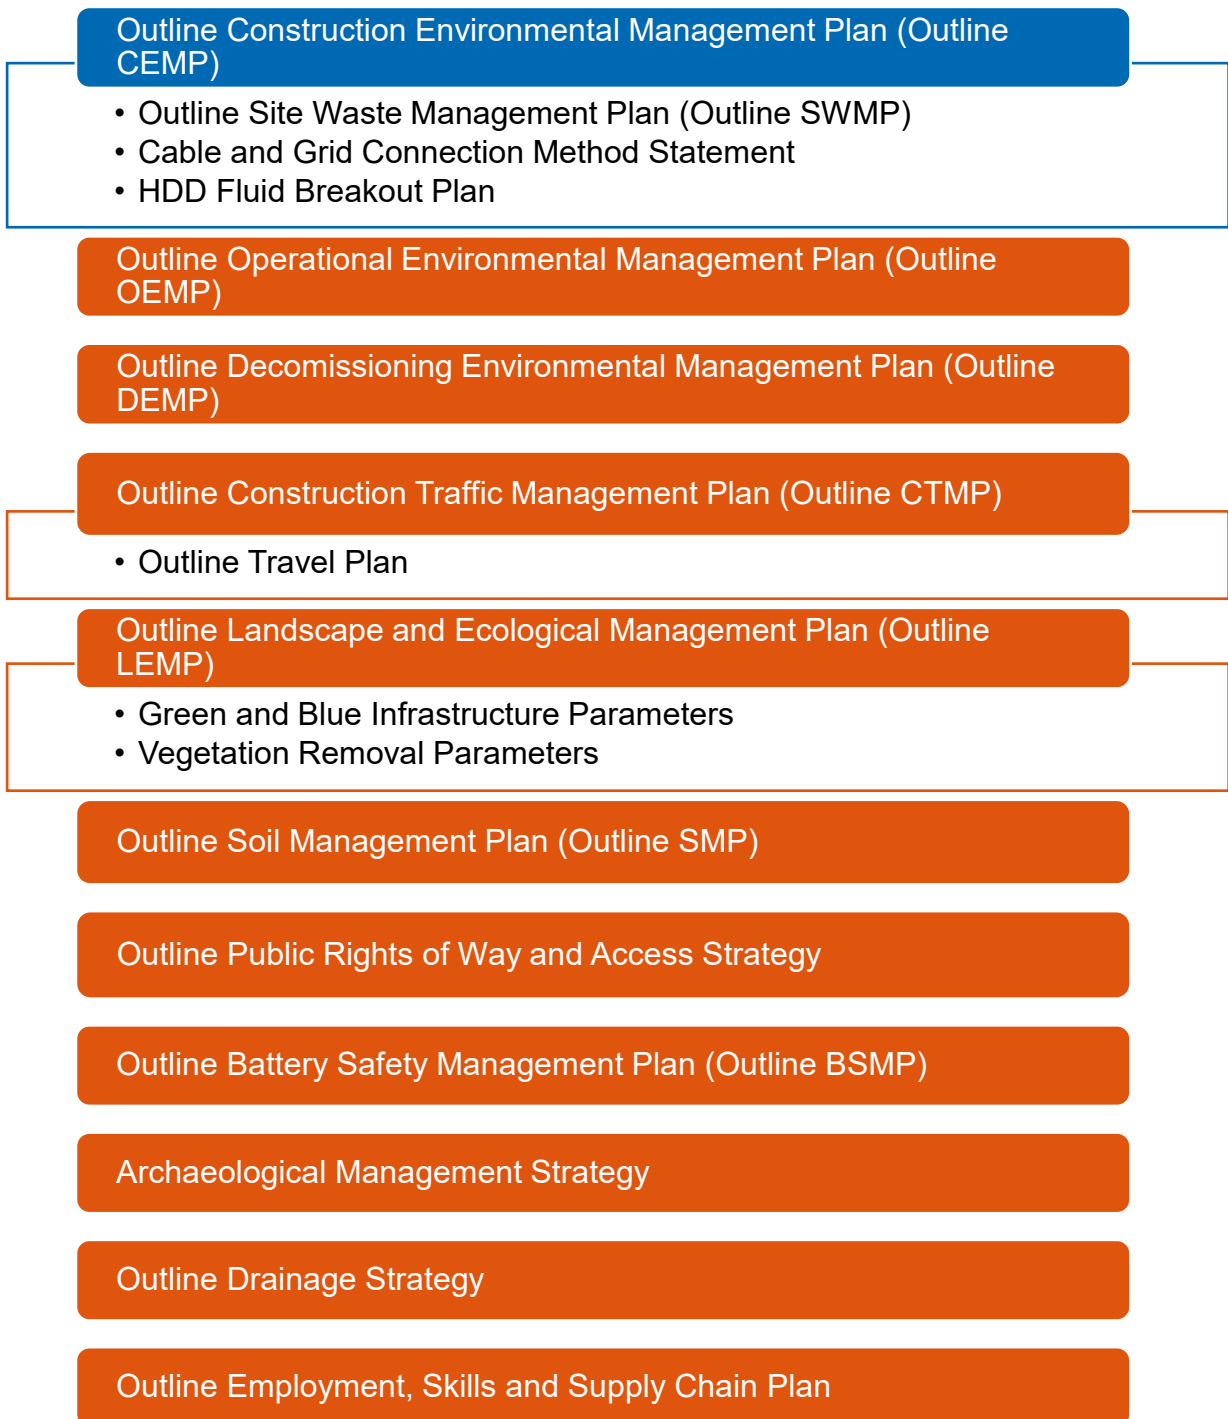 Outline Construction Environmental Management Plan (Outline
CEMP)
• Outline Site Waste Management Plan (Outline SWMP)
• Cable and Grid Connection Method Statement
• HDD Fluid Breakout Plan
Outline Operational Environmental Management Plan (Outline
OEMP)
Outline Decomissioning Environmental Management Plan (Outline
DEMP)
Outline Construction Traffic Management Plan (Outline CTMP)
• Outline Travel Plan
Outline Landscape and Ecological Management Plan (Outline
LEMP)
• Green and Blue Infrastructure Parameters
• Vegetation Removal Parameters
Outline Soil Management Plan (Outline SMP)
Outline Public Rights of Way and Access Strategy
Outline Battery Safety Management Plan (Outline BSMP)
Archaeological Management Strategy
Outline Drainage Strategy
Outline Employment, Skills and Supply Chain Plan